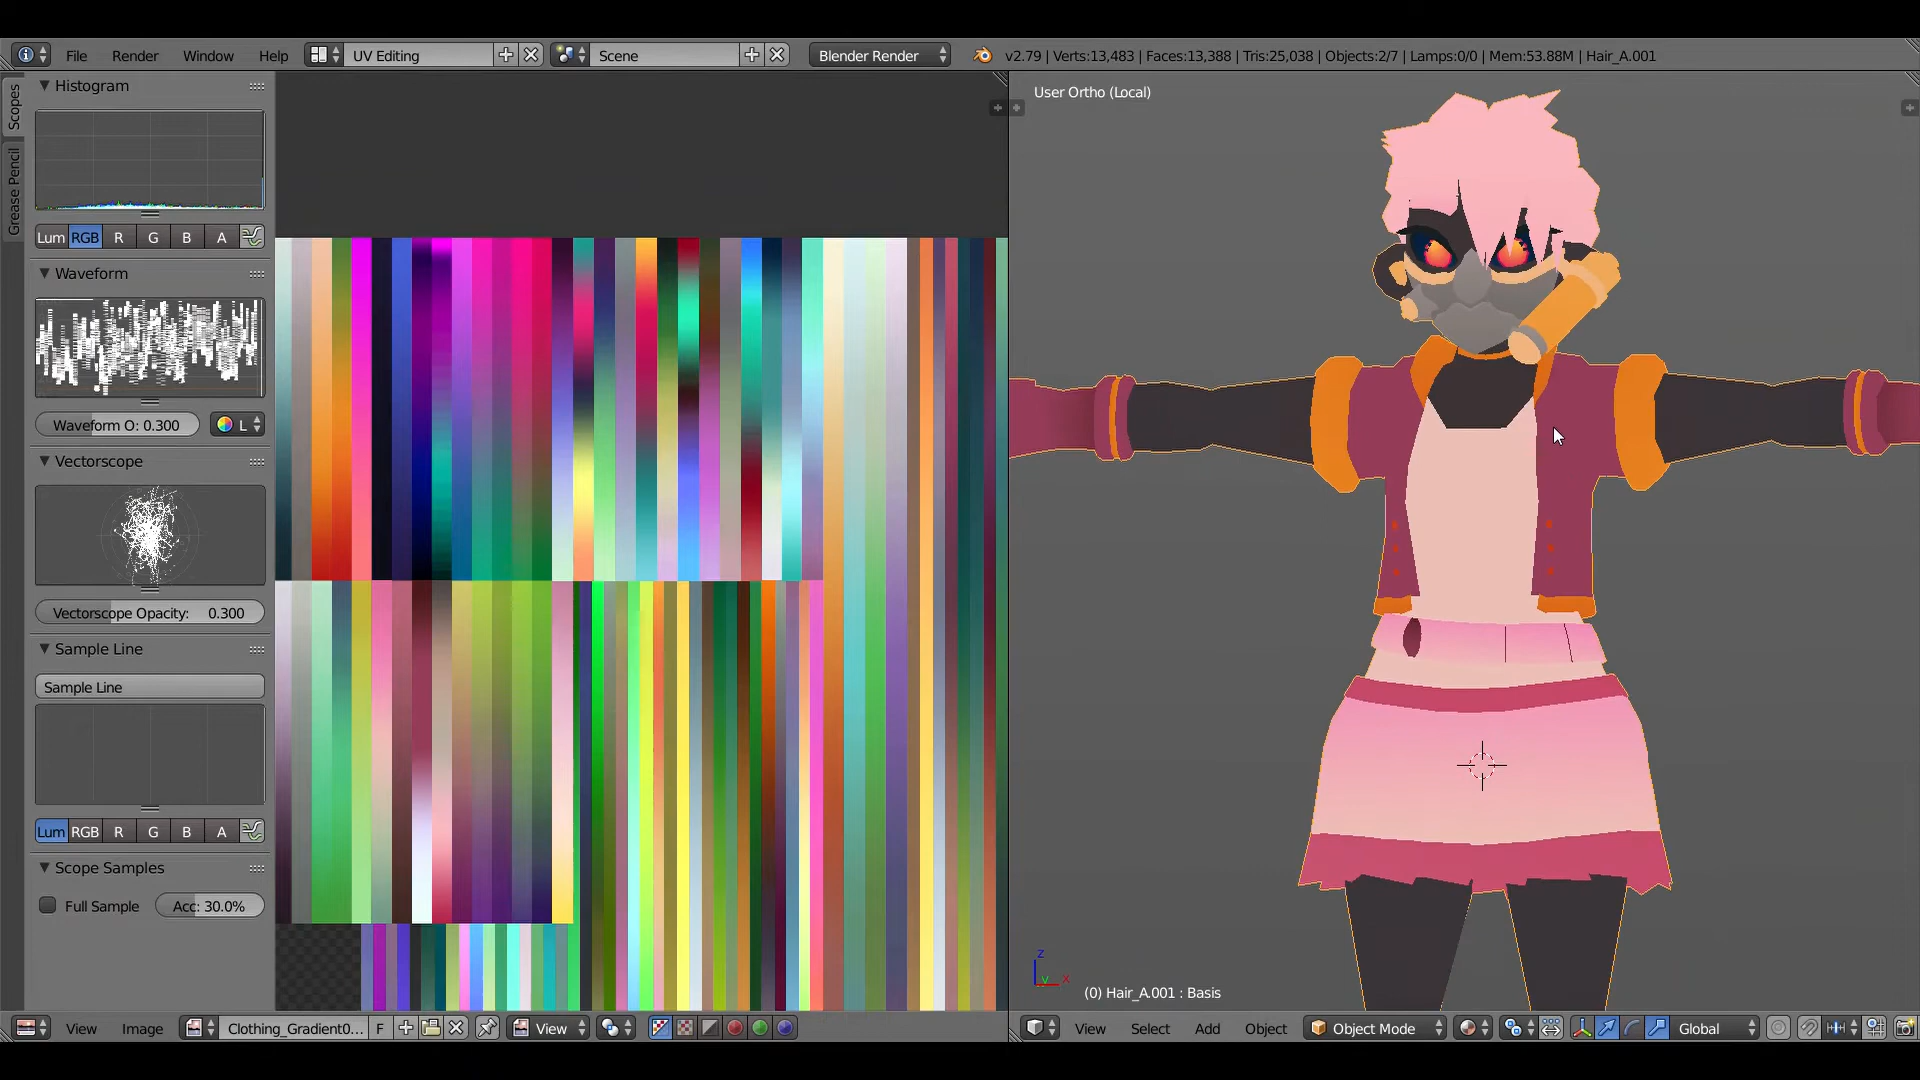 File Render Window Help UV Editing Scene Blender Render v2.79 | Verts:13,483 | Faces:13,388 | Tris:25,038 | Objects:2/7 | Lamps:0/0 | Mem:53.88M | Hair_A.001
Scopes
Grease Pencil
Histogram
Lum RGB R G B A
Waveform
Waveform O: 0.300 L
Vectorscope
Vectorscope Opacity: 0.300
Sample Line
Sample Line
Lum RGB R G B A
Scope Samples
Full Sample Acc: 30.0%
View Image Clothing_Gradient0... F View
User Ortho (Local)
z
y x
(0) Hair_A.001 : Basis
View Select Add Object Object Mode Global